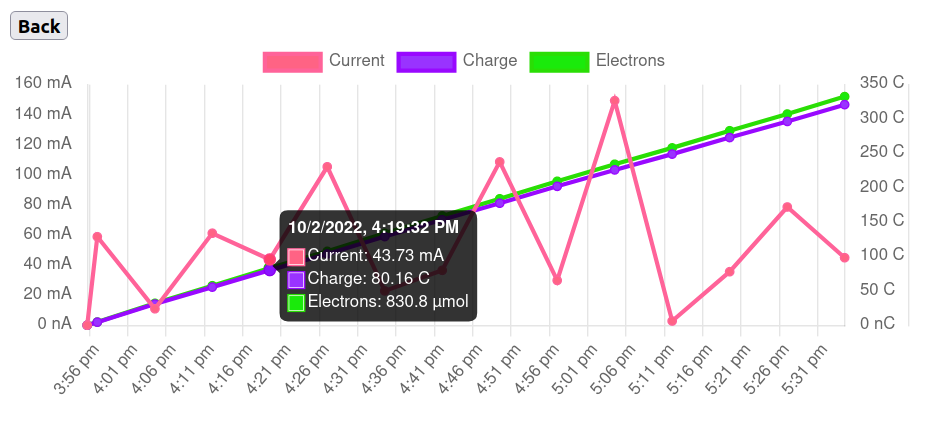 Back
Current Charge Electrons
160 mA
140 mA
120 mA
100 mA
80 mA
60 mA
40 mA
20 mA
0 nA
350 C
300 C
250 C
200 C
150 C
100 C
50 C
0 nC
10/2/2022, 4:19:32 PM
Current: 43.73 mA
Charge: 80.16 C
Electrons: 830.8 µmol
3:56 pm
4:01 pm
4:06 pm
4:11 pm
4:16 pm
4:21 pm
4:26 pm
4:31 pm
4:36 pm
4:41 pm
4:46 pm
4:51 pm
4:56 pm
5:01 pm
5:06 pm
5:11 pm
5:16 pm
5:21 pm
5:26 pm
5:31 pm